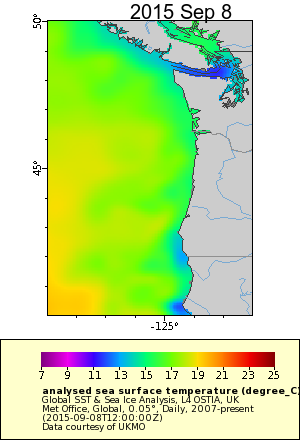 2015 Sep 8
50°
45°
-125°
7 9 11 13 15 17 19 21 23 25
analysed sea surface temperature (degree_C)
Global SST & Sea Ice Analysis, L4 OSTIA, UK
Met Office, Global, 0.05°, Daily, 2007-present
(2015-09-08T12:00:00Z)
Data courtesy of UKMO